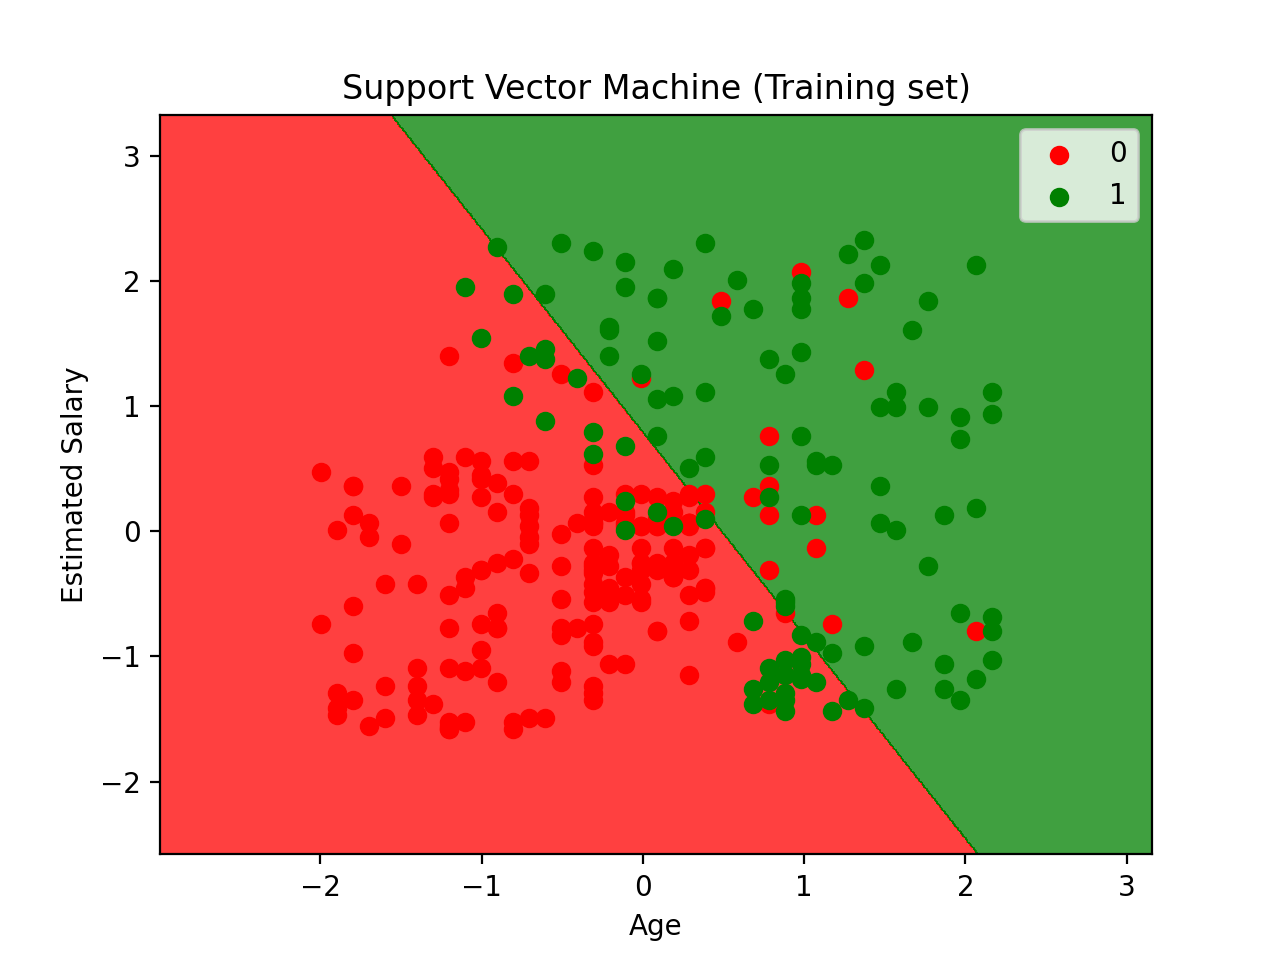 Support Vector Machine (Training set)
0
1
3
2
1
0
−1
−2
Estimated Salary
−2 −1 0 1 2 3
Age